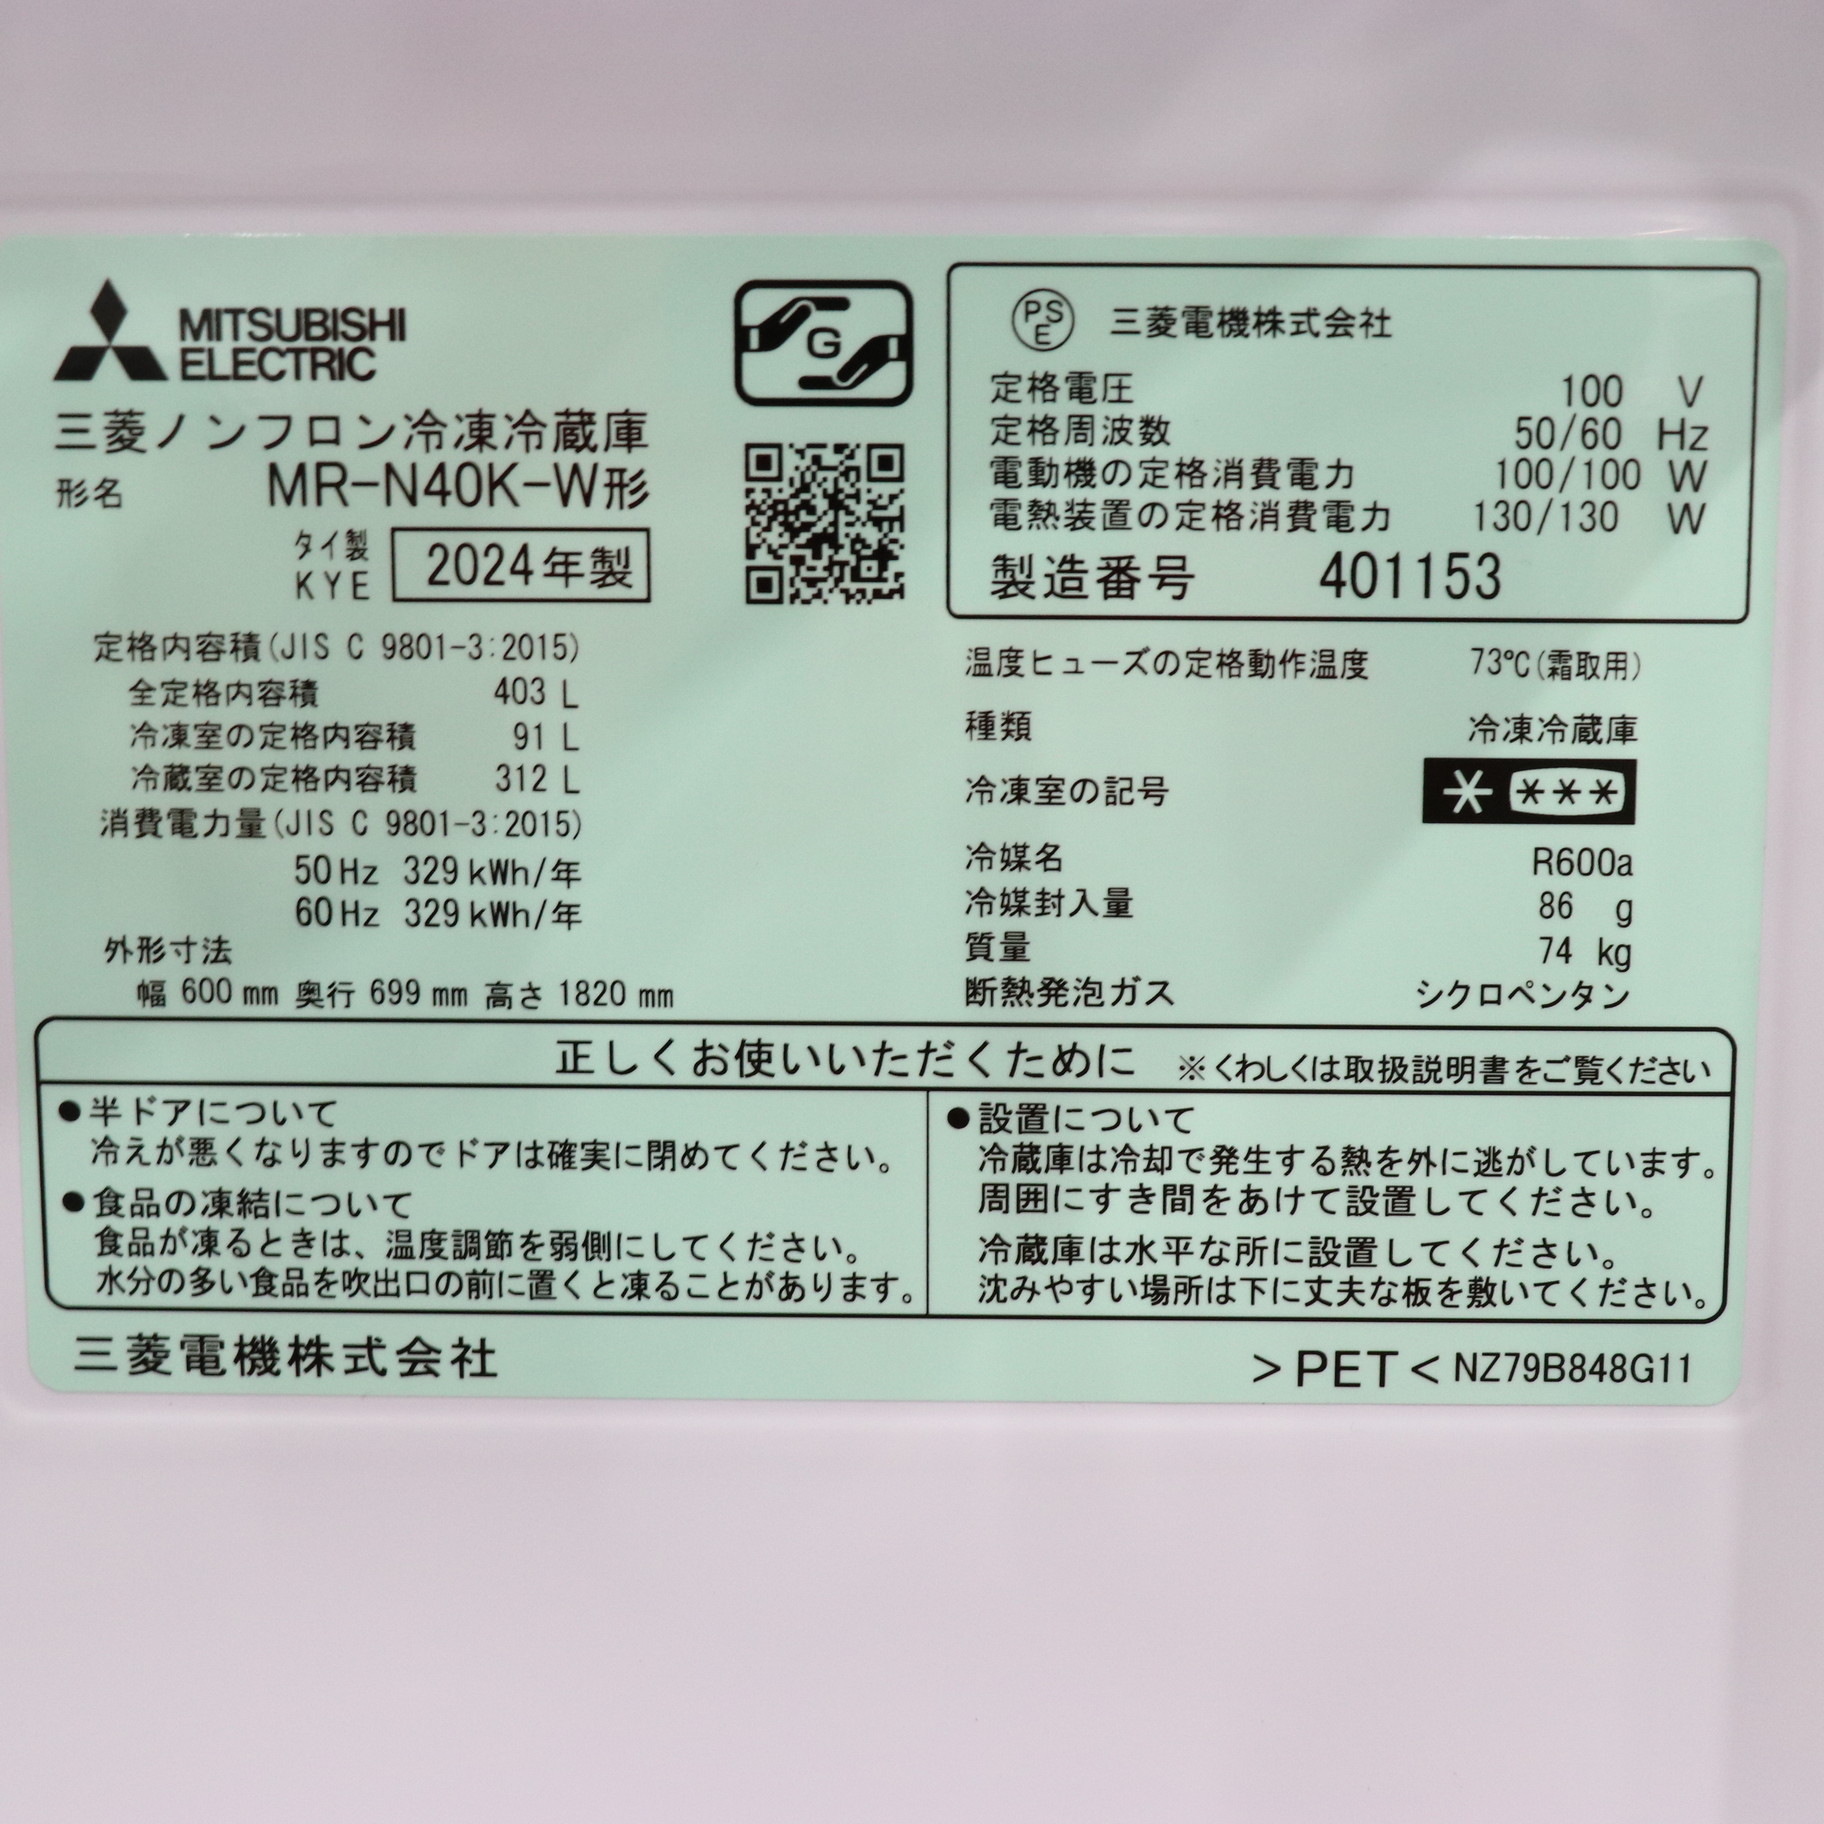 MITSUBISHI
ELECTRIC
三菱ノンフロン冷凍冷蔵庫
形名 MR-N40K-W形
タイ製
KYE
2024年製
G
定格内容積(JIS C 9801-3:2015)
全定格内容積 403 L
冷凍室の定格内容積 91 L
冷蔵室の定格内容積 312 L
消費電力量(JIS C 9801-3:2015)
50Hz 329kWh/年
60Hz 329kWh/年
外形寸法
幅 600 mm 奥行 699 mm 高さ 1820 mm
PSE 三菱電機株式会社
定格電圧 100 V
定格周波数 50/60 Hz
電動機の定格消費電力 100/100 W
電熱装置の定格消費電力 130/130 W
製造番号 401153
温度ヒューズの定格動作温度 73℃(霜取用)
種類 冷凍冷蔵庫
冷凍室の記号 * ***
冷媒名 R600a
冷媒封入量 86 g
質量 74 kg
断熱発泡ガス シクロペンタン
正しくお使いいただくために ※くわしくは取扱説明書をご覧ください
●半ドアについて
冷えが悪くなりますのでドアは確実に閉めてください。
●食品の凍結について
食品が凍るときは、温度調節を弱側にしてください。
水分の多い食品を吹出口の前に置くと凍ることがあります。
●設置について
冷蔵庫は冷却で発生する熱を外に逃がしています。
周囲にすき間をあけて設置してください。
冷蔵庫は水平な所に設置してください。
沈みやすい場所は下に丈夫な板を敷いてください。
三菱電機株式会社
>PET< NZ79B848G11